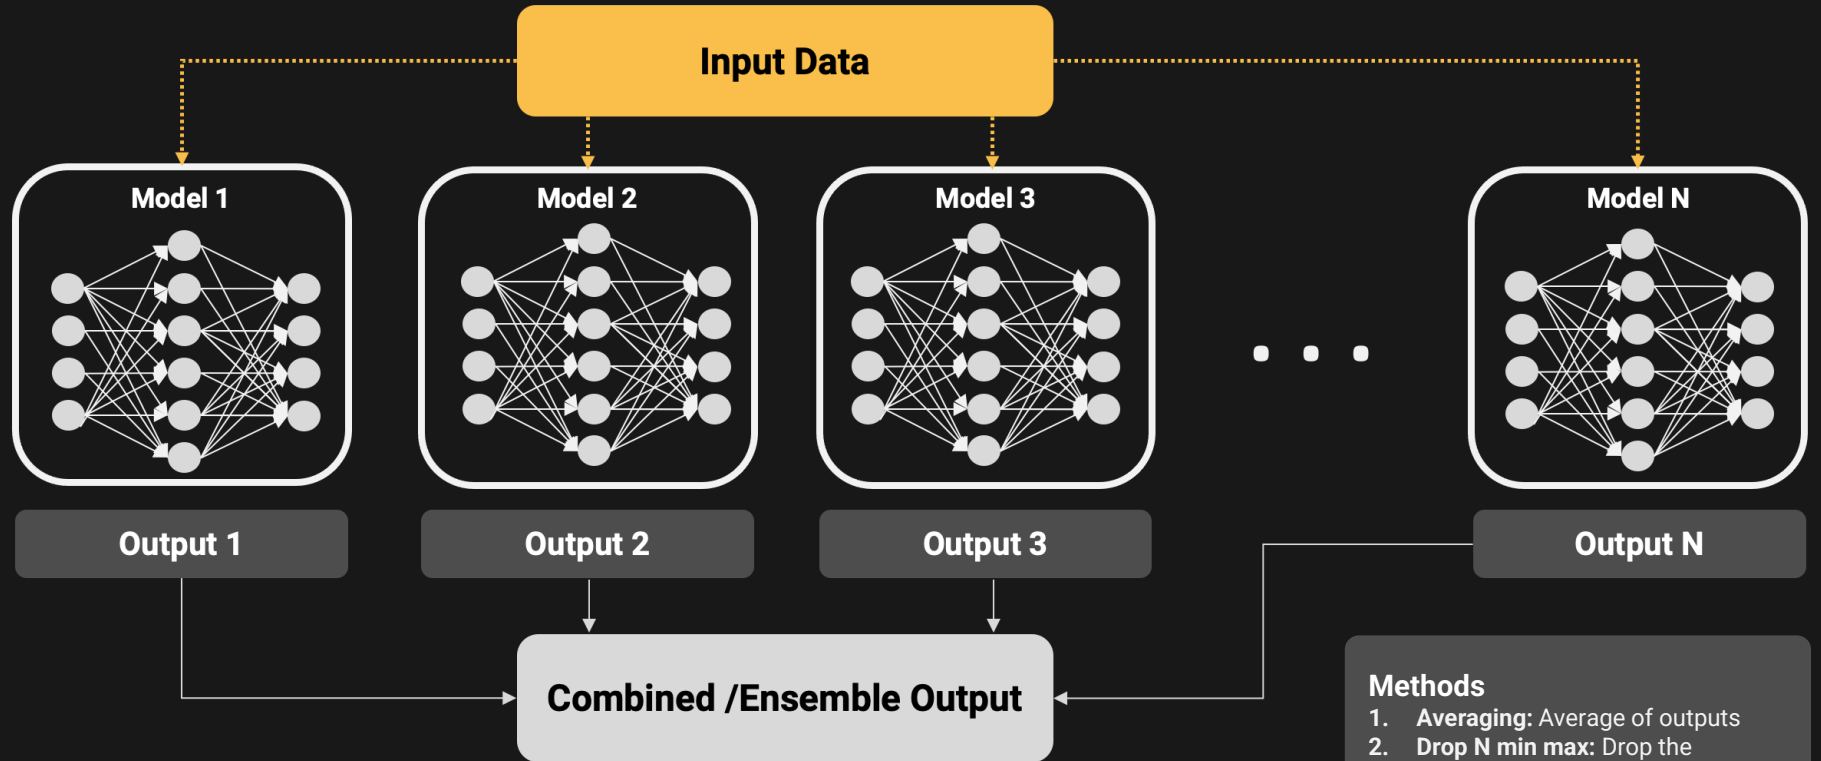 Input Data
Model 1
Model 2
Model 3
Model N
. . .
Output 1
Output 2
Output 3
Output N
Combined /Ensemble Output
Methods
1. Averaging: Average of outputs
2. Drop N min max: Drop the